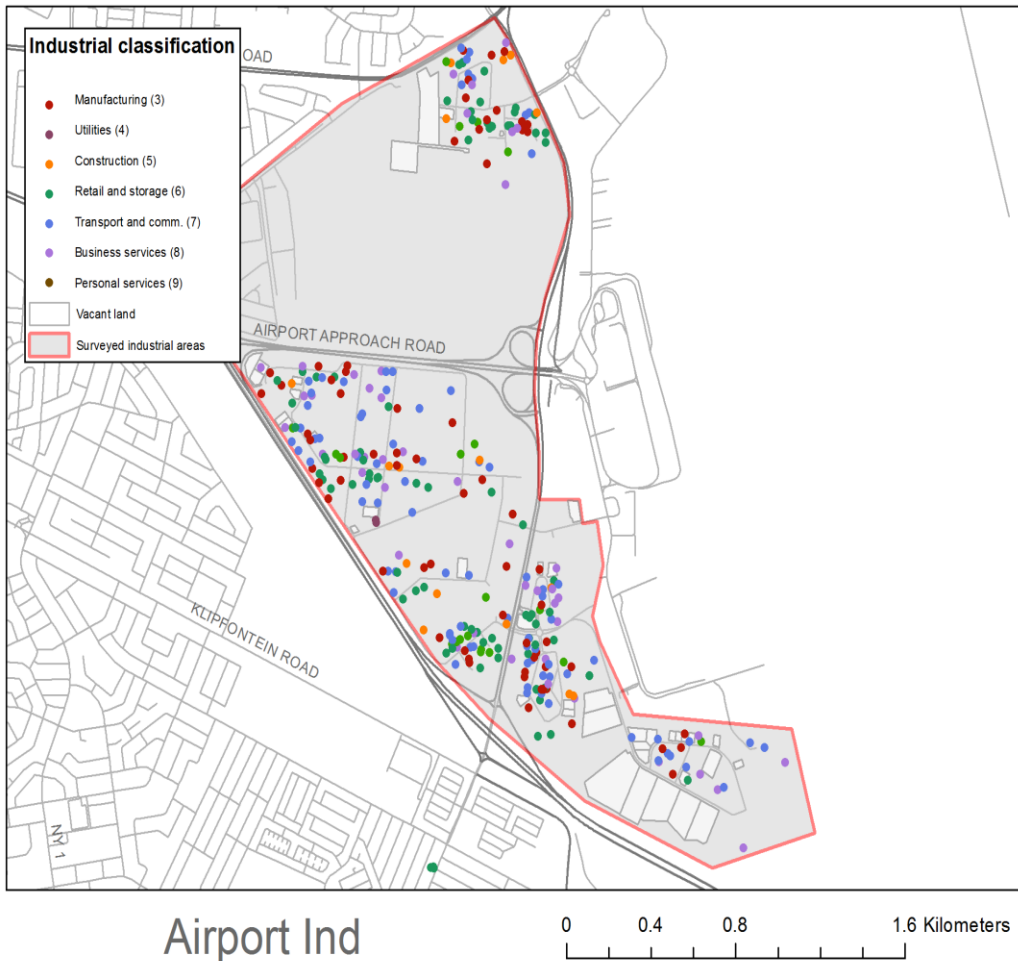 Industrial classification
ROAD
Manufacturing (3)
Utilities (4)
Construction (5)
Retail and storage (6)
Transport and comm. (7)
Business services (8)
Personal services (9)
Vacant land
Surveyed industrial areas
AIRPORT APPROACH ROAD
KLIPFONTEIN ROAD
NY 1
Airport Ind
0 0.4 0.8 1.6 Kilometers